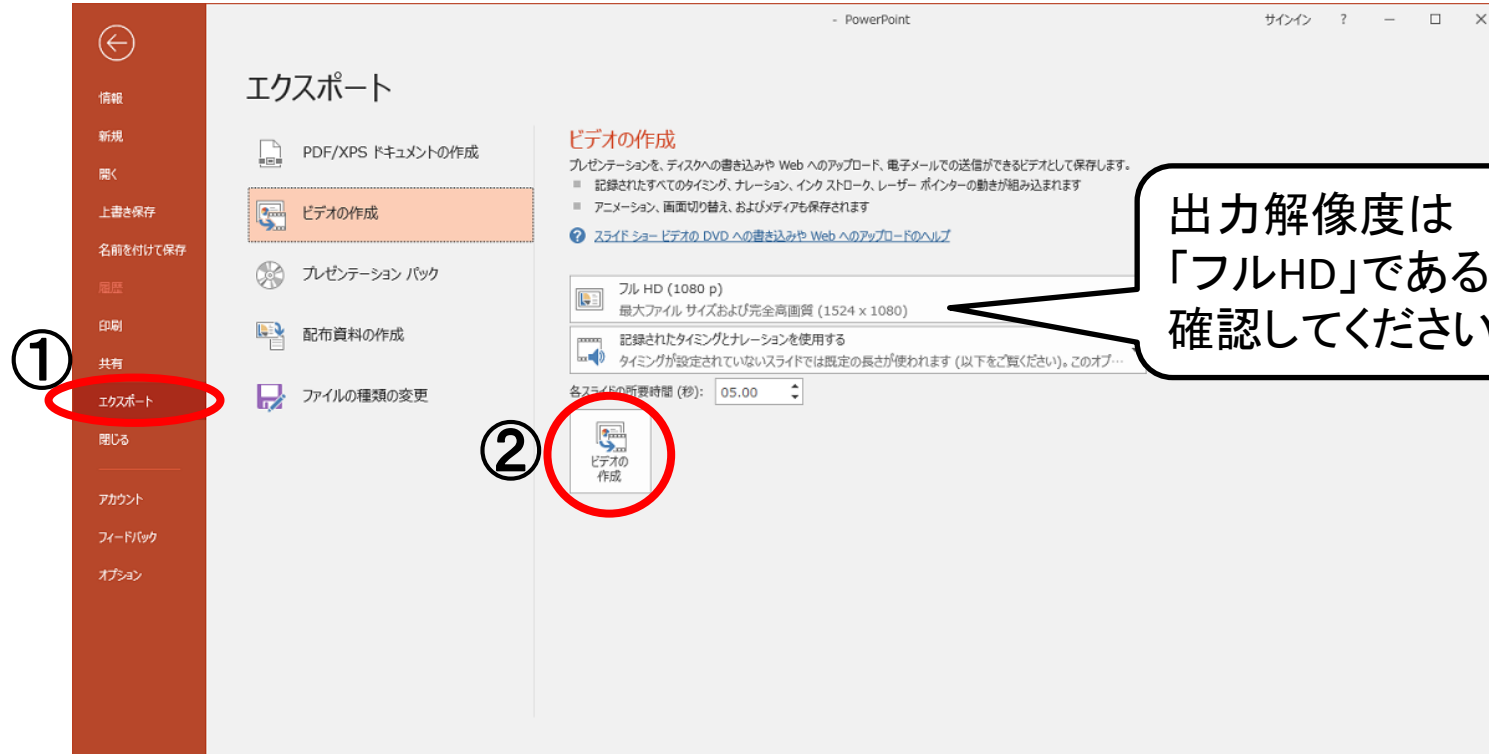 - PowerPoint
サインイン ? － □ ×
情報
新規
開く
上書き保存
名前を付けて保存
履歴
印刷
共有
エクスポート
閉じる
アカウント
フィードバック
オプション
①
エクスポート
PDF/XPS ドキュメントの作成
ビデオの作成
プレゼンテーション パック
配布資料の作成
ファイルの種類の変更
ビデオの作成
プレゼンテーションを、ディスクへの書き込みや Web へのアップロード、電子メールでの送信ができるビデオとして保存します。
記録されたすべてのタイミング、ナレーション、インク ストローク、レーザー ポインターの動きが組み込まれます
アニメーション、画面切り替え、およびメディアも保存されます
スライド ショー ビデオの DVD への書き込みや Web へのアップロードのヘルプ
フル HD (1080 p)
最大ファイル サイズおよび完全高画質 (1524 x 1080)
記録されたタイミングとナレーションを使用する
タイミングが設定されていないスライドでは既定の長さが使われます (以下をご覧ください)。このオプ…
各スライドの所要時間 (秒): 05.00
②
ビデオの
作成
出力解像度は
「フルHD」である
確認してください